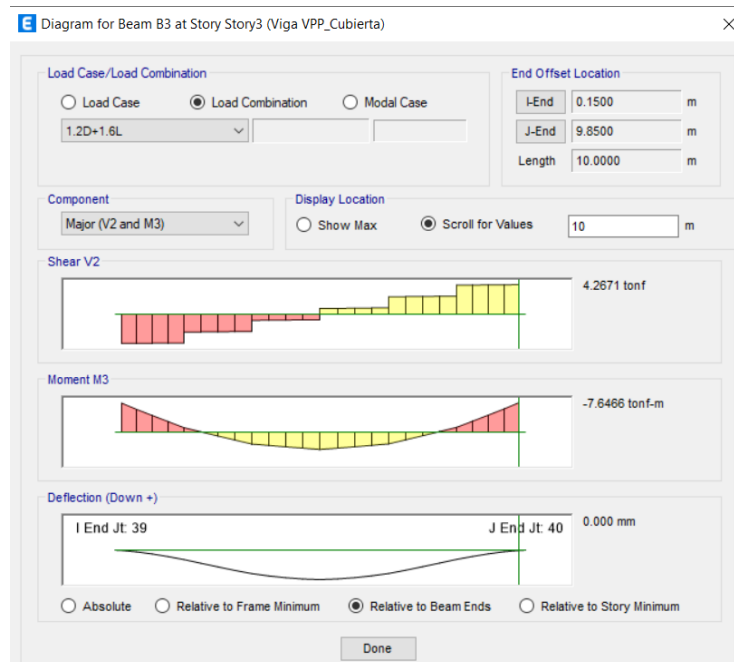 E Diagram for Beam B3 at Story Story3 (Viga VPP_Cubierta)
Load Case/Load Combination
Load Case
Load Combination
Modal Case
1.2D+1.6L
End Offset Location
I-End 0.1500 m
J-End 9.8500 m
Length 10.0000 m
Component
Major (V2 and M3)
Display Location
Show Max
Scroll for Values
10 m
Shear V2
4.2671 tonf
Moment M3
-7.6466 tonf-m
Deflection (Down +)
I End Jt: 39
J End Jt: 40
0.000 mm
Absolute
Relative to Frame Minimum
Relative to Beam Ends
Relative to Story Minimum
Done